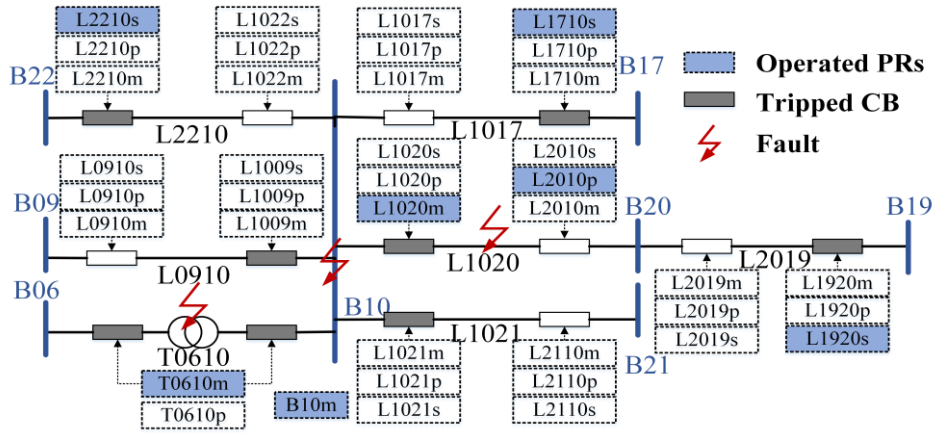 L2210s
L2210p
L2210m
L1022s
L1022p
L1022m
L1017s
L1017p
L1017m
L1710s
L1710p
L1710m
B22
B17
Operated PRs
Tripped CB
Fault
L2210
L1017
L0910s
L0910p
L0910m
L1009s
L1009p
L1009m
L1020s
L1020p
L1020m
L2010s
L2010p
L2010m
B09
B20
B19
L0910
L1020
L2019
B06
B10
T0610
L1021
B21
L2019m
L2019p
L2019s
L1920m
L1920p
L1920s
T0610m
T0610p
B10m
L1021m
L1021p
L1021s
L2110m
L2110p
L2110s